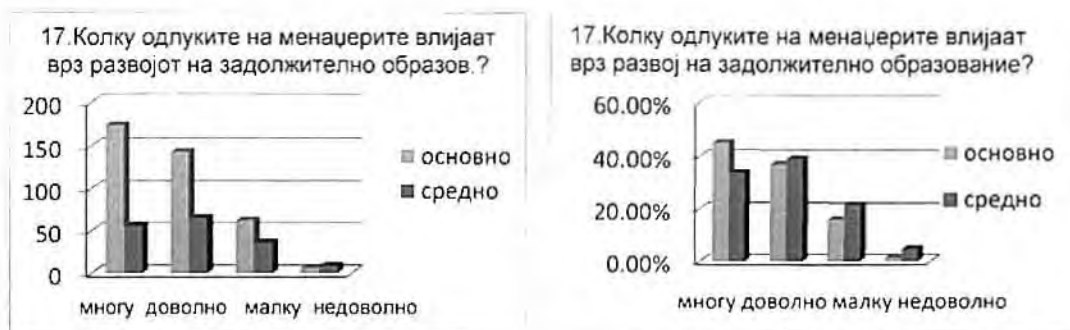 17.Колку одлуките на менаџерите влијаат
врз развојот на задолжително образов.?
200
150
100
50
0
основно
средно
многу доволно малку недоволно
17.Колку одлуките на менаџерите влијаат
врз развој на задолжително образование?
60.00%
40.00%
20.00%
0.00%
основно
средно
многу доволно малку недоволно